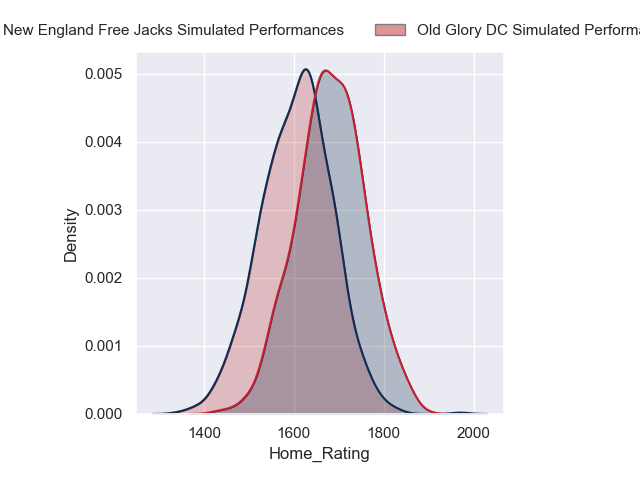 New England Free Jacks Simulated Performances
Old Glory DC Simulated
0.005
0.004
0.003
0.002
0.001
0.000
Density
1400 1600 1800 2000
Home_Rating